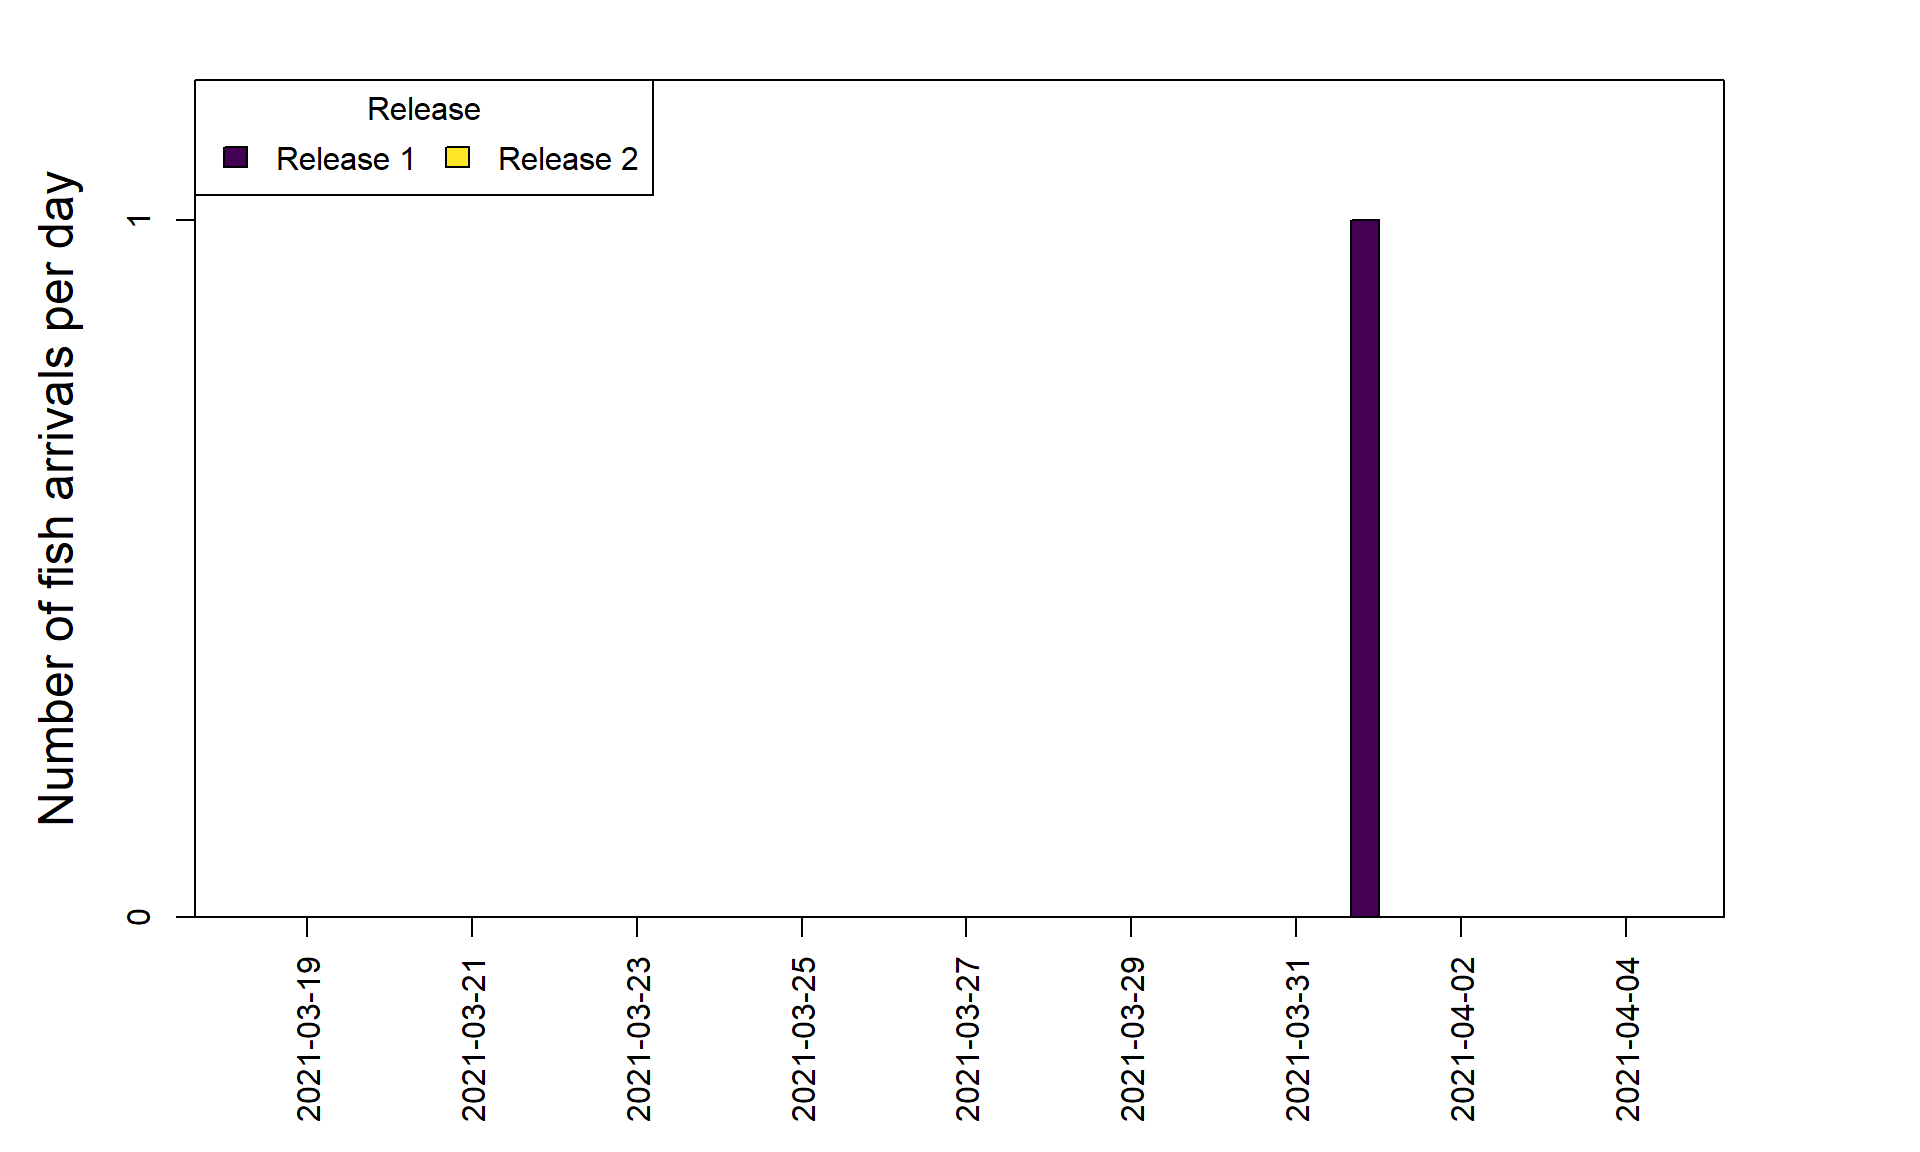 Release
Release 1
Release 2
Number of fish arrivals per day
1
0
2021-03-19
2021-03-21
2021-03-23
2021-03-25
2021-03-27
2021-03-29
2021-03-31
2021-04-02
2021-04-04